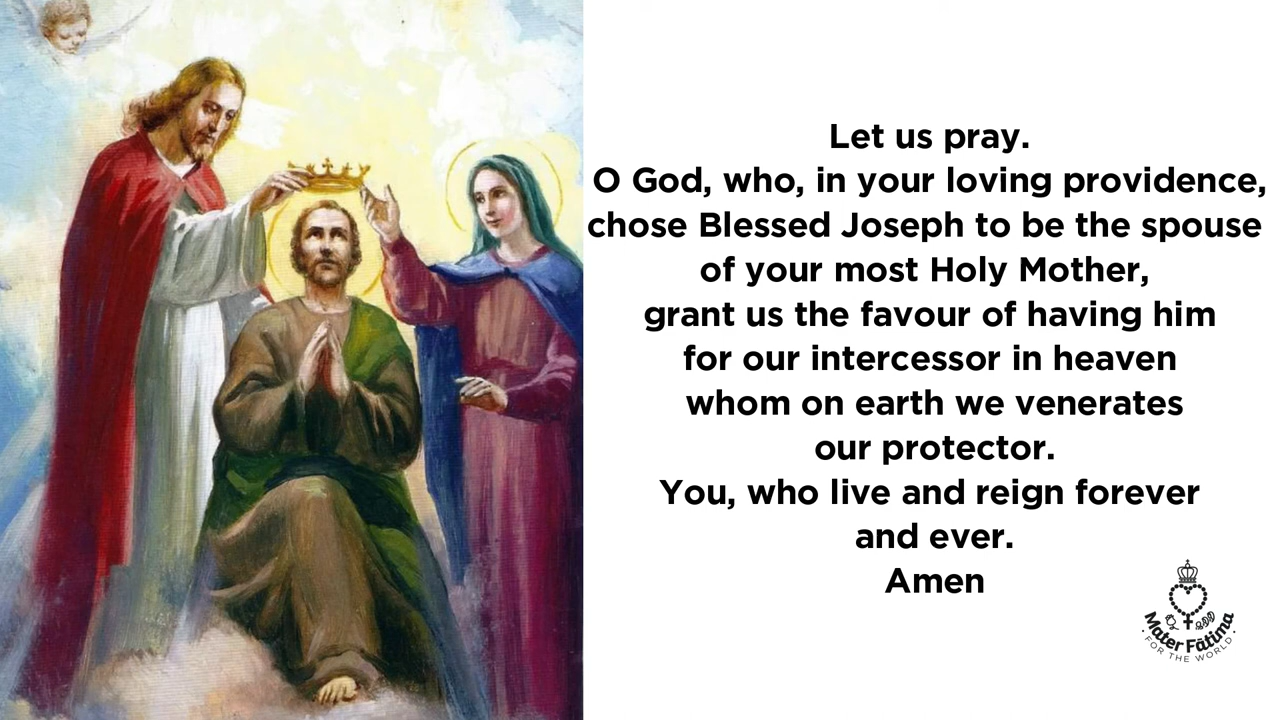 Let us pray.
O God, who, in your loving providence,
chose Blessed Joseph to be the spouse
of your most Holy Mother,
grant us the favour of having him
for our intercessor in heaven
whom on earth we venerates
our protector.
You, who live and reign forever
and ever.
Amen
Mater Fátima
· FOR THE WORLD ·